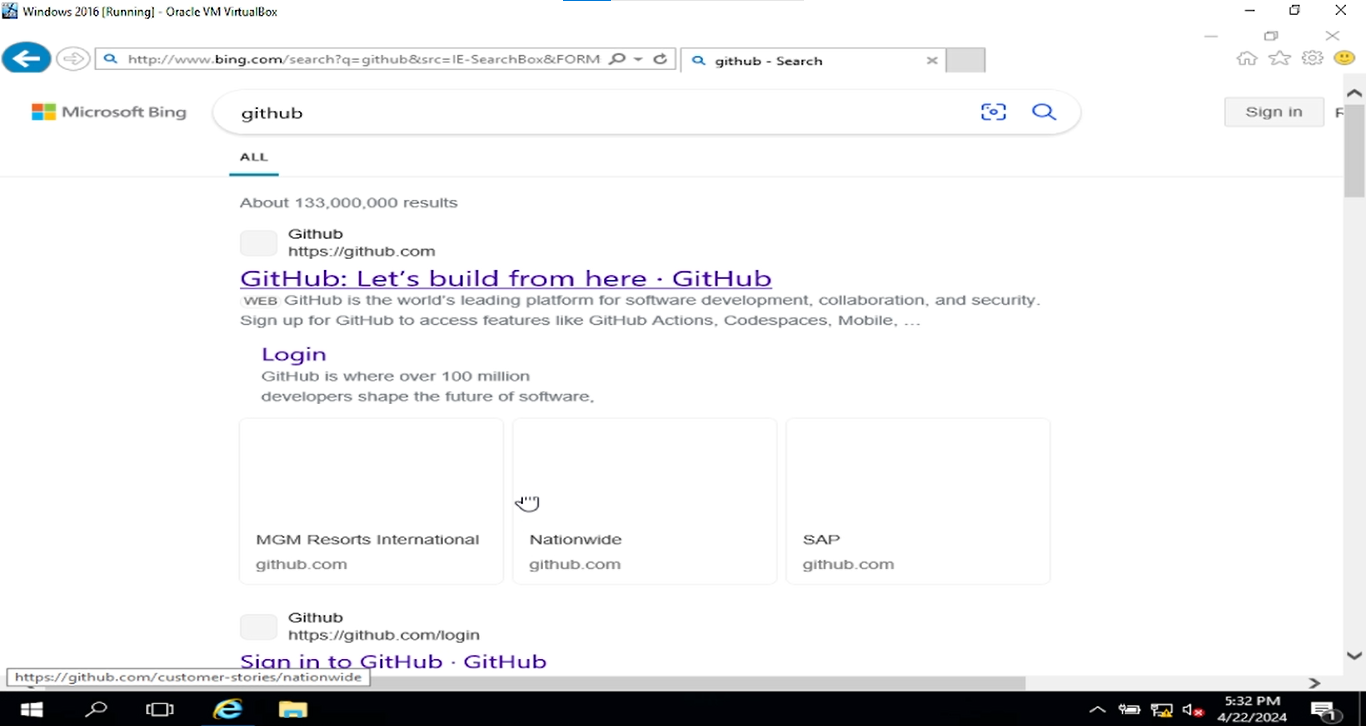 Windows 2016 [Running] - Oracle VM VirtualBox
http://www.bing.com/search?q=github&src=IE-SearchBox&FORM
github - Search
Microsoft Bing
github
Sign in
ALL
About 133,000,000 results
Github
https://github.com
GitHub: Let's build from here · GitHub
WEB GitHub is the world's leading platform for software development, collaboration, and security.
Sign up for GitHub to access features like GitHub Actions, Codespaces, Mobile, …
Login
GitHub is where over 100 million
developers shape the future of software,
MGM Resorts International
github.com
Nationwide
github.com
SAP
github.com
Github
https://github.com/login
Sign in to GitHub · GitHub
https://github.com/customer-stories/nationwide
5:32 PM
4/22/2024
1